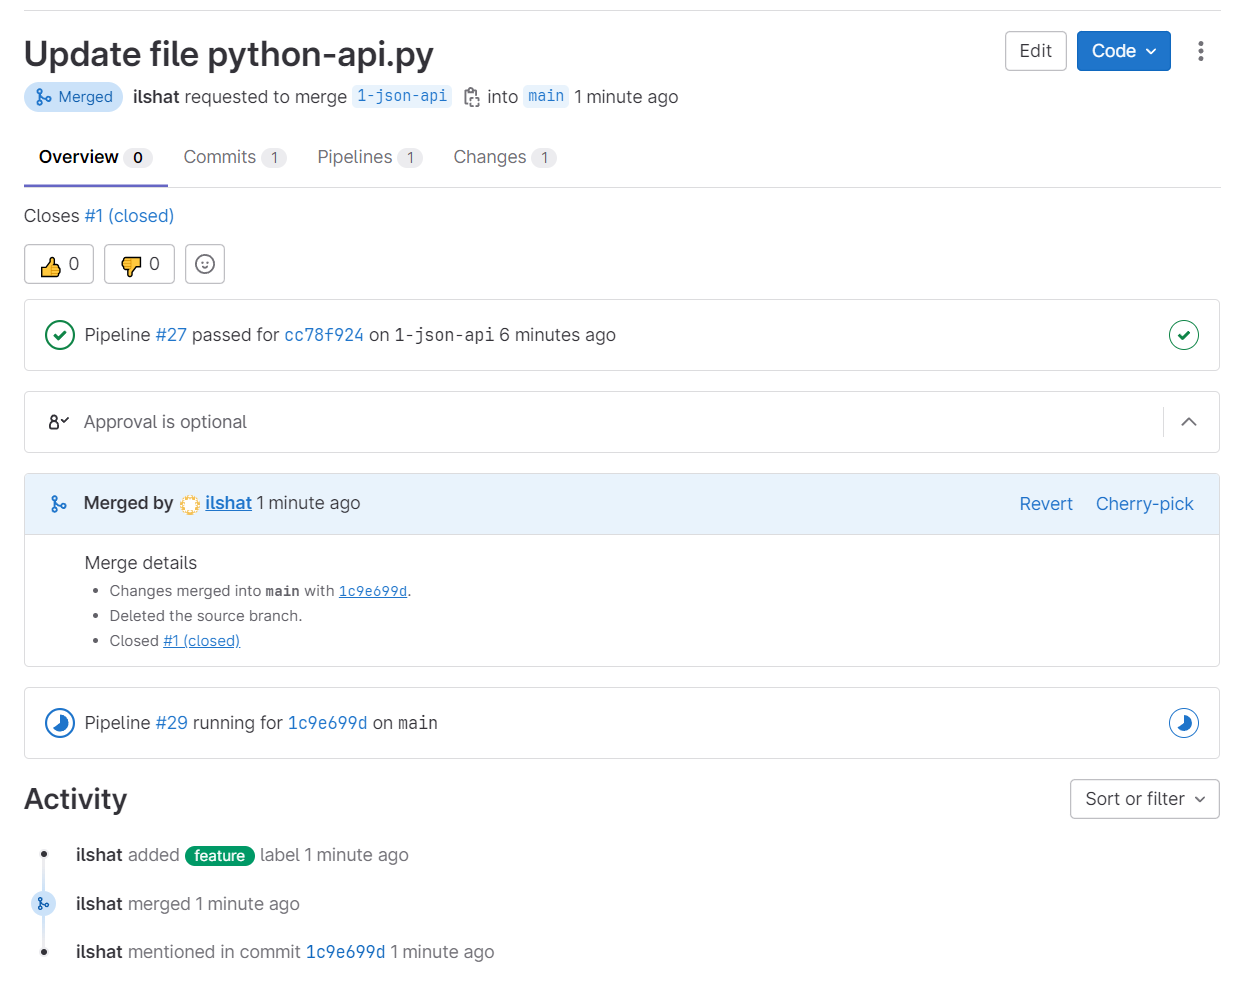 Update file python-api.py
Edit
Code
Merged ilshat requested to merge 1-json-api into main 1 minute ago
Overview 0 Commits 1 Pipelines 1 Changes 1
Closes #1 (closed)
0 0
Pipeline #27 passed for cc78f924 on 1-json-api 6 minutes ago
Approval is optional
Merged by ilshat 1 minute ago Revert Cherry-pick
Merge details
• Changes merged into main with 1c9e699d.
• Deleted the source branch.
• Closed #1 (closed)
Pipeline #29 running for 1c9e699d on main
Activity
Sort or filter
ilshat added feature label 1 minute ago
ilshat merged 1 minute ago
ilshat mentioned in commit 1c9e699d 1 minute ago